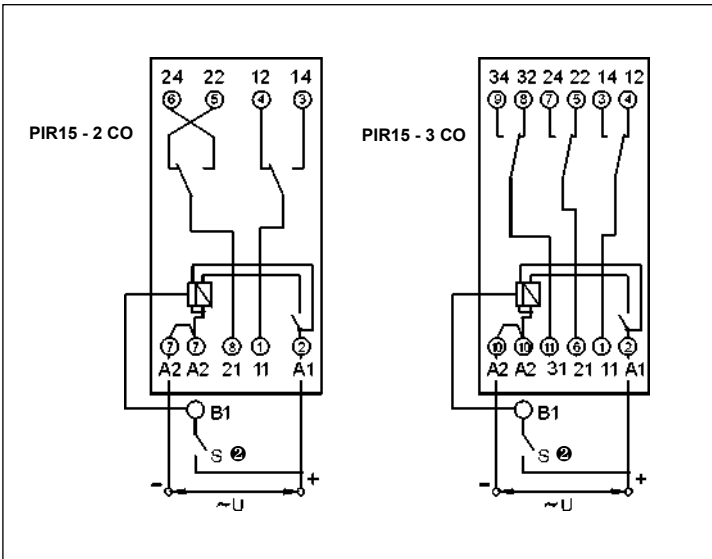 24 22 12 14
6 5 4 3
PIR15 - 2 CO
7 7 8 1 2
A2 A2 21 11 A1
B1
S 2
- +
~U
34 32 24 22 14 12
9 8 7 5 3 4
PIR15 - 3 CO
10 10 11 6 1 2
A2 A2 31 21 11 A1
B1
S 2
- +
~U